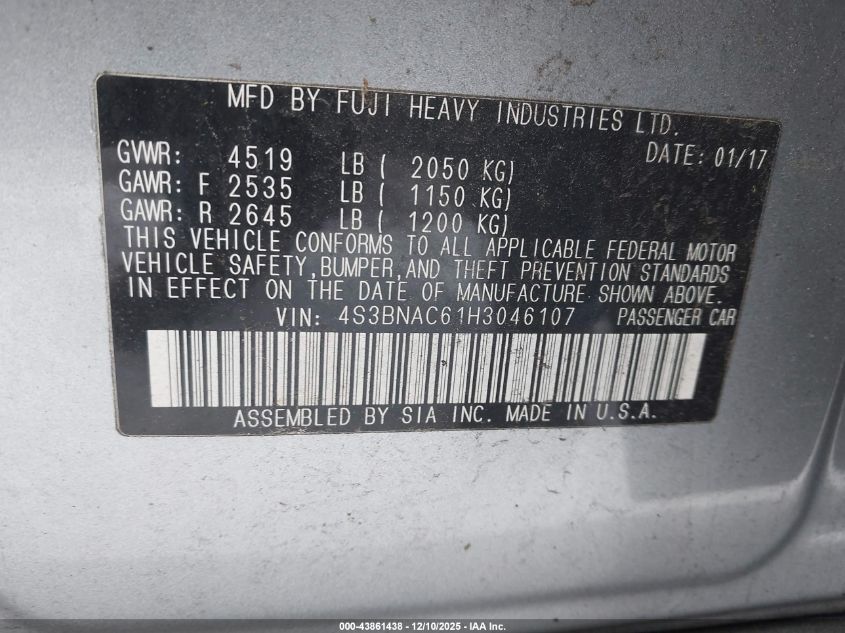 MFD BY FUJI HEAVY INDUSTRIES LTD.
GVWR: 4519 LB ( 2050 KG) DATE: 01/17
GAWR: F 2535 LB ( 1150 KG)
GAWR: R 2645 LB ( 1200 KG)
THIS VEHICLE CONFORMS TO ALL APPLICABLE FEDERAL MOTOR
VEHICLE SAFETY,BUMPER,AND THEFT PREVENTION STANDARDS
IN EFFECT ON THE DATE OF MANUFACTURE SHOWN ABOVE.
VIN: 4S3BNAC61H3046107 PASSENGER CAR
ASSEMBLED BY SIA INC. MADE IN U.S.A.
000-43861438 - 12/10/2025 - IAA Inc.